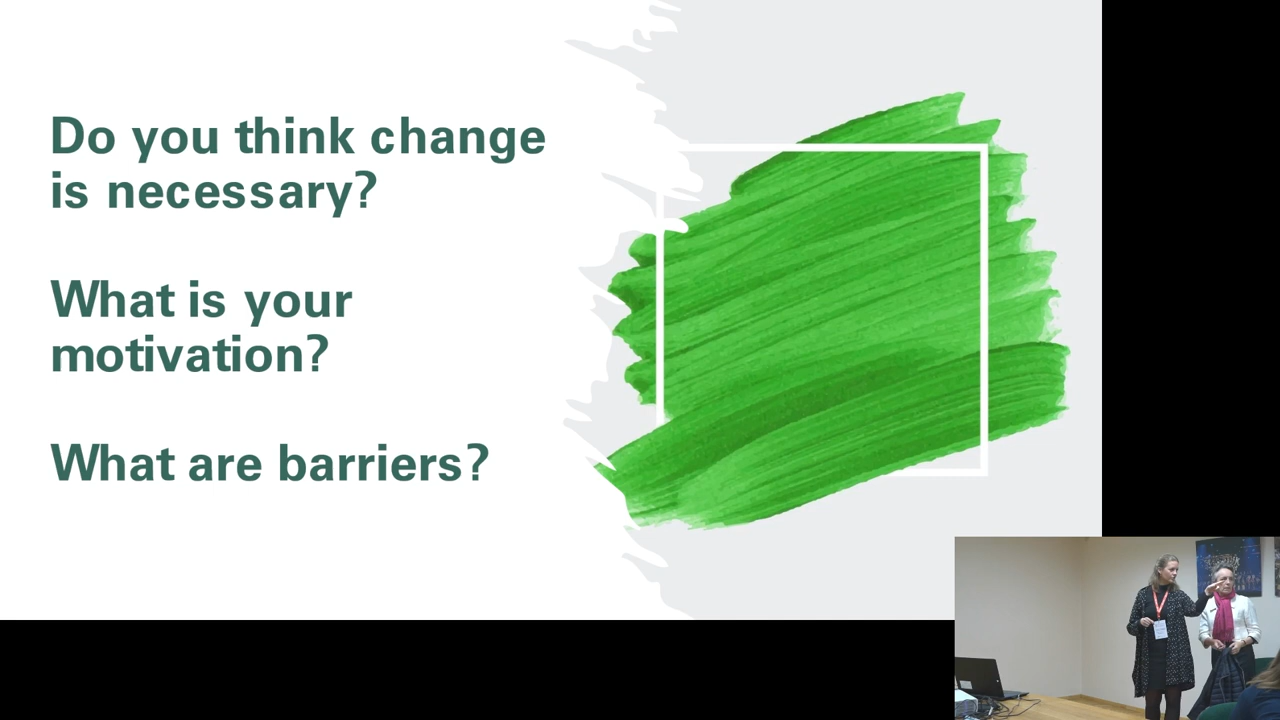 Do you think change
is necessary?
What is your
motivation?
What are barriers?